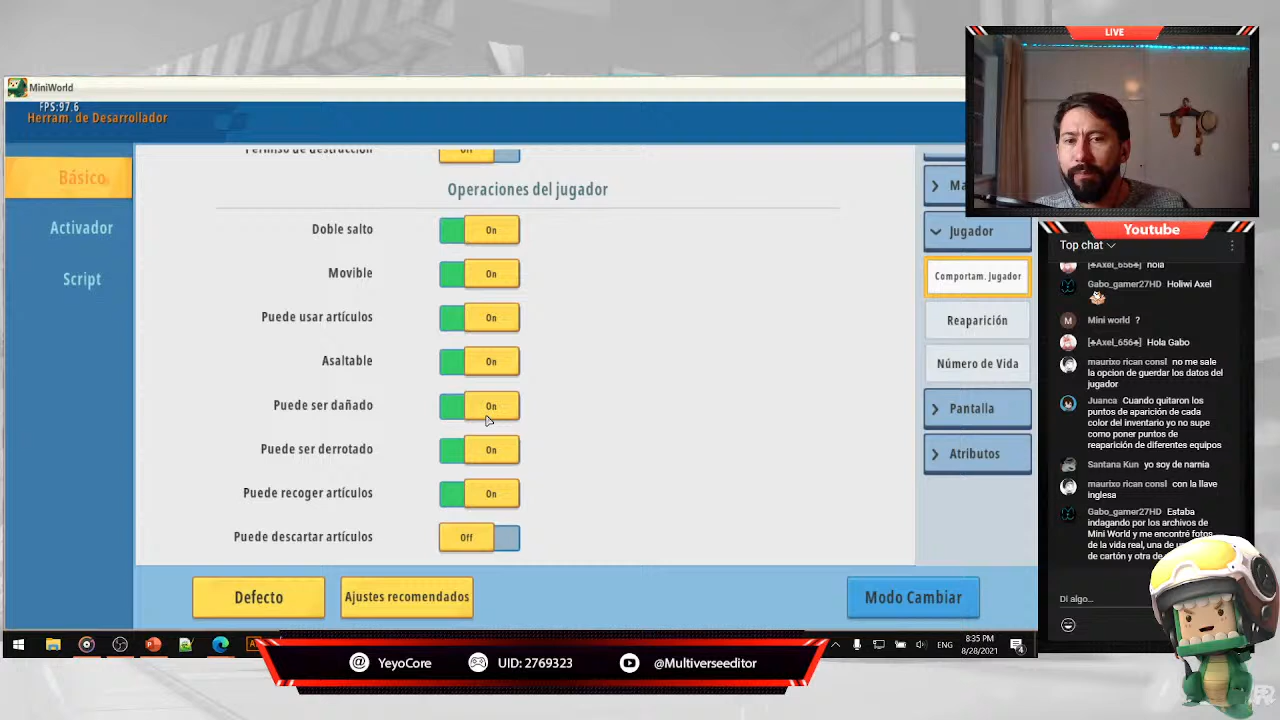 LIVE
MiniWorld
FPS:97.6
Herram. de Desarrollador
Básico
Activador
Script
Permiso de destrucción
Off
Operaciones del jugador
Doble salto
On
Movible
On
Puede usar artículos
On
Asaltable
On
Puede ser dañado
On
Puede ser derrotado
On
Puede recoger artículos
On
Puede descartar artículos
Off
Defecto
Ajustes recomendados
Modo Cambiar
Jugador
Comportam. Jugador
Reaparición
Número de Vida
Pantalla
Atributos
Youtube
Top chat
[♣Axel_656♣] hola
Gabo_gamer27HD Holiwi Axel
M Mini world ?
[♣Axel_656♣] Hola Gabo
maurixo rican consl no me sale
la opcion de guerdar los datos del
jugador
Juanca Cuando quitaron los
puntos de aparición de cada
color del inventario yo no supe
como poner puntos de
reaparición de diferentes equipos
Santana Kun yo soy de narnia
maurixo rican consl con la llave
inglesa
Gabo_gamer27HD Estaba
indagando por los archivos de
Mini World y me encontré fotos
de la vida real, una de
de cartón y otra de
Di algo...
ENG
8:35 PM
8/28/2021
4
YeyoCore
UID: 2769323
@Multiverseeditor